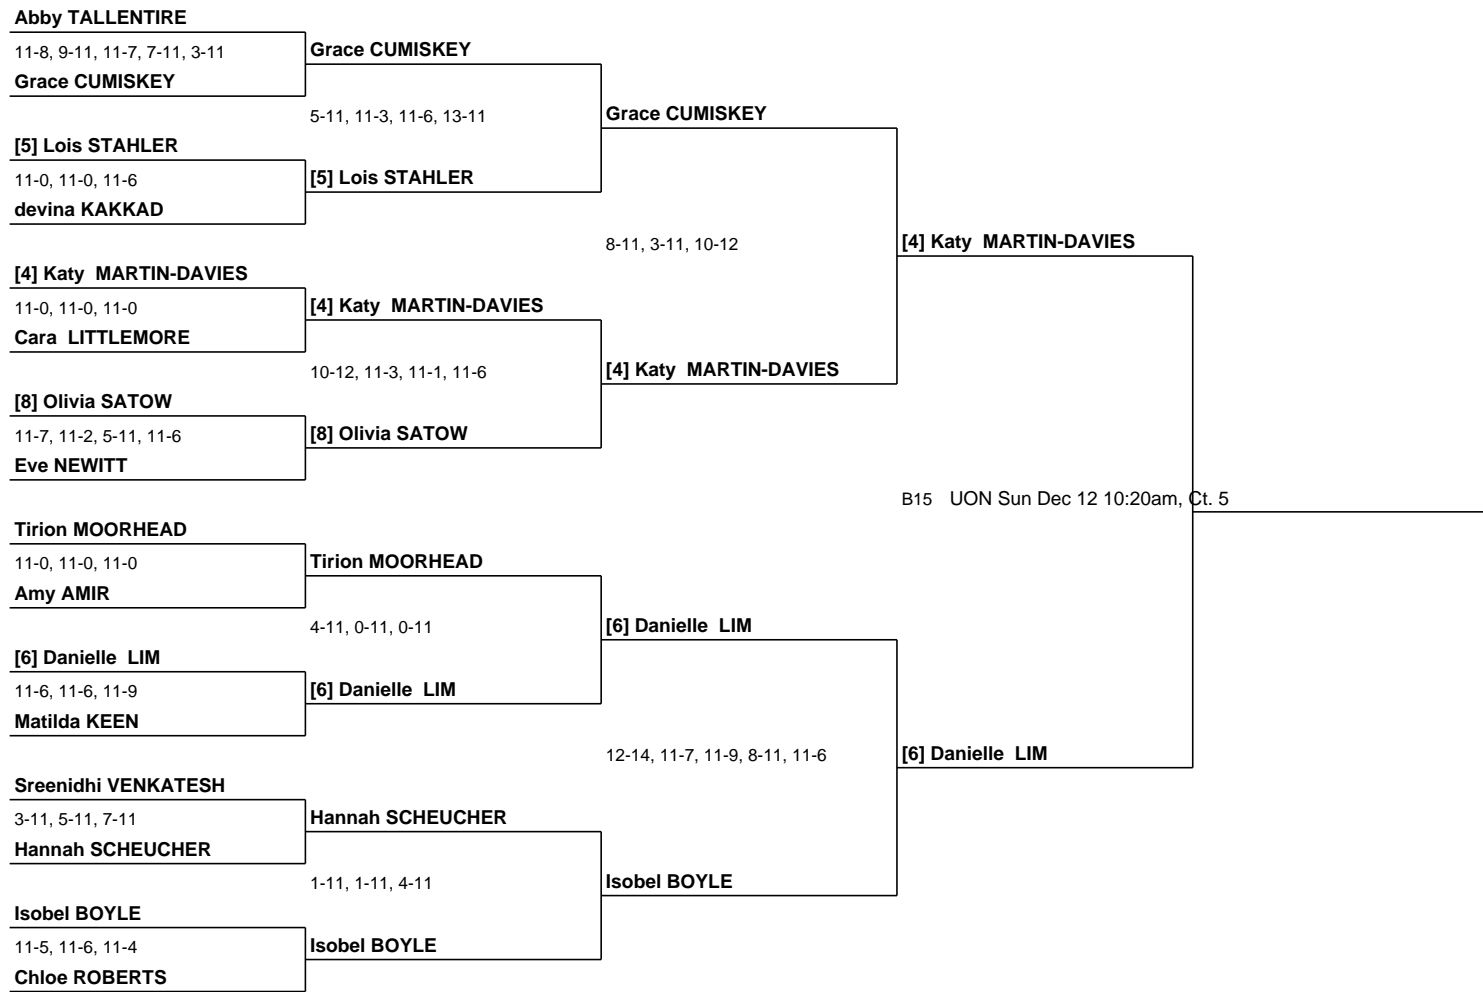 Abby TALLENTIRE
11-8, 9-11, 11-7, 7-11, 3-11
Grace CUMISKEY
Grace CUMISKEY
5-11, 11-3, 11-6, 13-11
[5] Lois STAHLER
11-0, 11-0, 11-6
devina KAKKAD
[5] Lois STAHLER
Grace CUMISKEY
8-11, 3-11, 10-12
[4] Katy MARTIN-DAVIES
11-0, 11-0, 11-0
Cara LITTLEMORE
[4] Katy MARTIN-DAVIES
10-12, 11-3, 11-1, 11-6
[8] Olivia SATOW
11-7, 11-2, 5-11, 11-6
Eve NEWITT
[8] Olivia SATOW
[4] Katy MARTIN-DAVIES
[4] Katy MARTIN-DAVIES
B15 UON Sun Dec 12 10:20am, Ct. 5
Tirion MOORHEAD
11-0, 11-0, 11-0
Amy AMIR
Tirion MOORHEAD
4-11, 0-11, 0-11
[6] Danielle LIM
11-6, 11-6, 11-9
Matilda KEEN
[6] Danielle LIM
[6] Danielle LIM
12-14, 11-7, 11-9, 8-11, 11-6
[6] Danielle LIM
Sreenidhi VENKATESH
3-11, 5-11, 7-11
Hannah SCHEUCHER
Hannah SCHEUCHER
1-11, 1-11, 4-11
Isobel BOYLE
11-5, 11-6, 11-4
Chloe ROBERTS
Isobel BOYLE
Isobel BOYLE